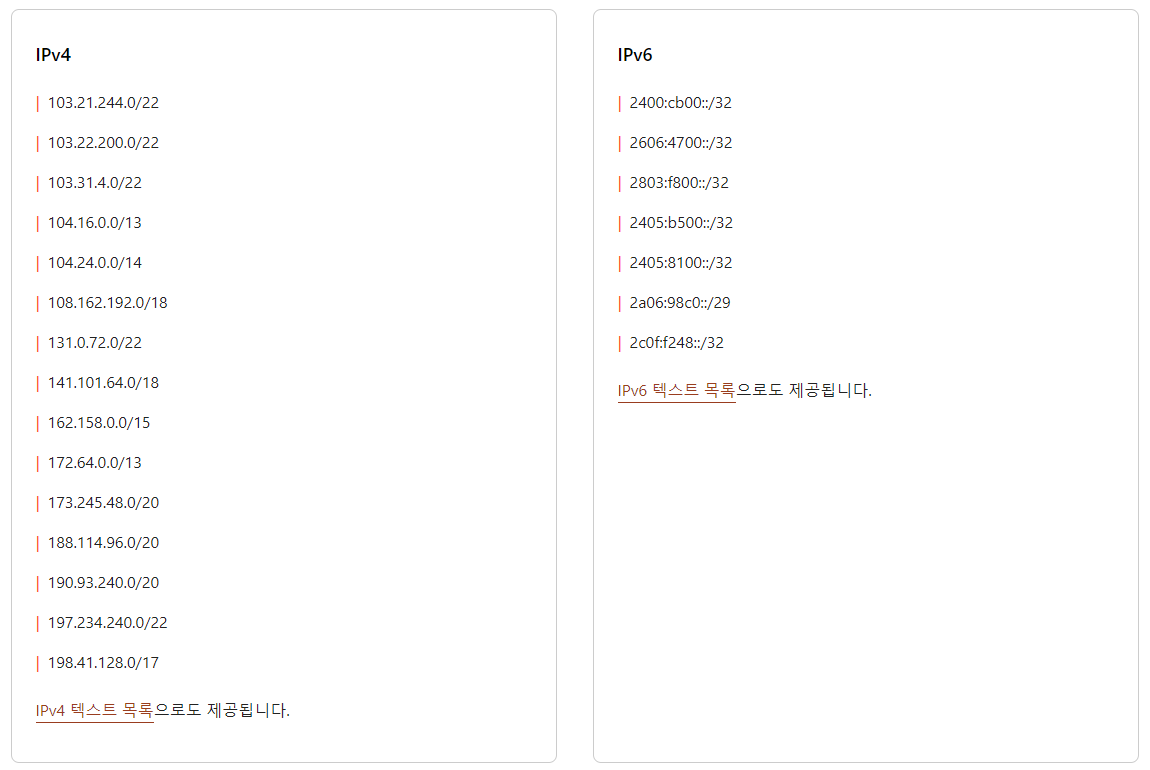 IPv4
103.21.244.0/22
103.22.200.0/22
103.31.4.0/22
104.16.0.0/13
104.24.0.0/14
108.162.192.0/18
131.0.72.0/22
141.101.64.0/18
162.158.0.0/15
172.64.0.0/13
173.245.48.0/20
188.114.96.0/20
190.93.240.0/20
197.234.240.0/22
198.41.128.0/17
IPv4 텍스트 목록으로도 제공됩니다.
IPv6
2400:cb00::/32
2606:4700::/32
2803:f800::/32
2405:b500::/32
2405:8100::/32
2a06:98c0::/29
2c0f:f248::/32
IPv6 텍스트 목록으로도 제공됩니다.